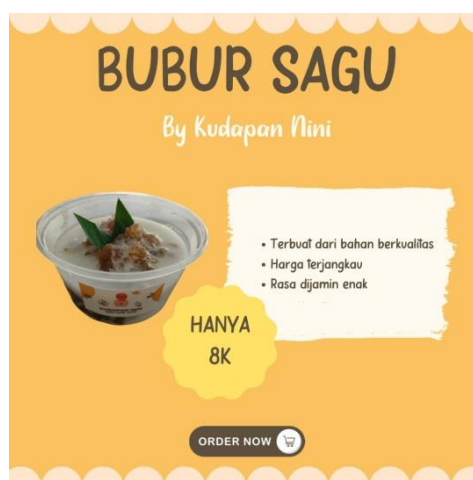 BUBUR SAGU
By Kudapan Nini
• Terbuat dari bahan berkualitas
• Harga terjangkau
• Rasa dijamin enak
HANYA
8K
ORDER NOW